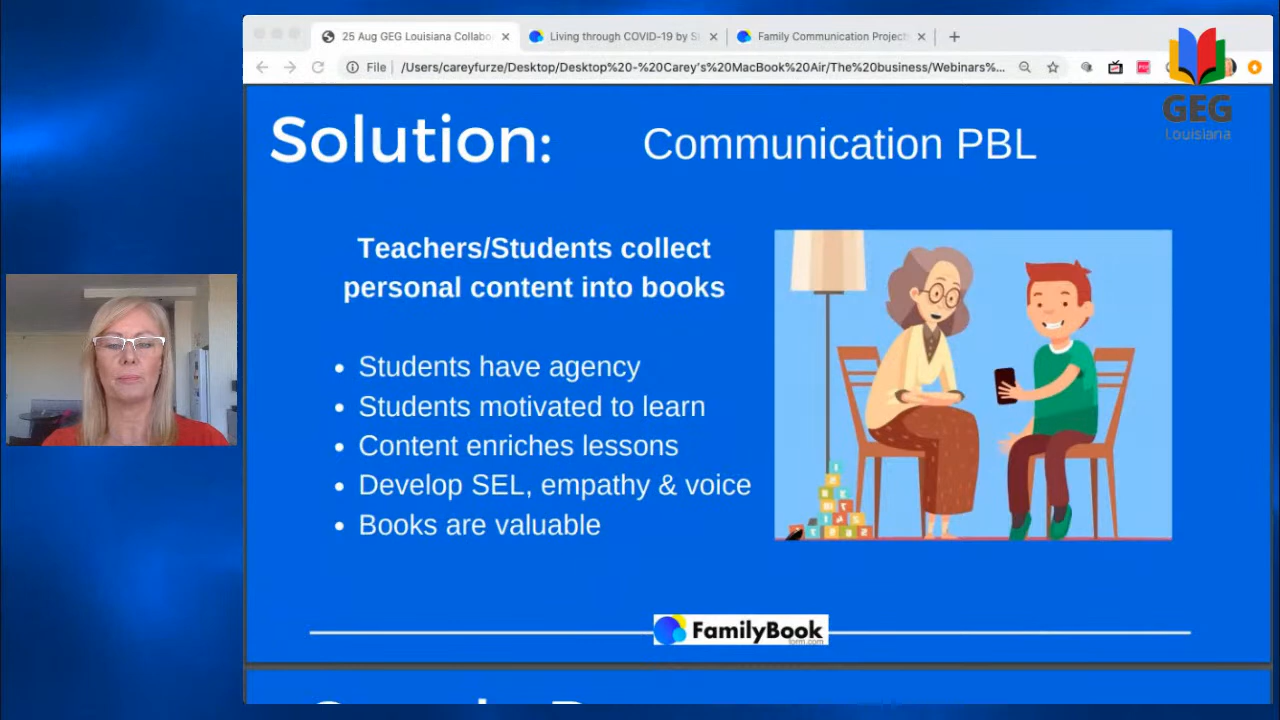 25 Aug GEG Louisiana Collabo
Living through COVID-19 by S
Family Communication Project
File
/Users/careyfurze/Desktop/Desktop%20-%20Carey's%20MacBook%20Air/The%20business/Webinars%...
GEG
Louisiana
Solution:
Communication PBL
Teachers/Students collect
personal content into books
• Students have agency
• Students motivated to learn
• Content enriches lessons
• Develop SEL, empathy & voice
• Books are valuable
FamilyBook
form.com